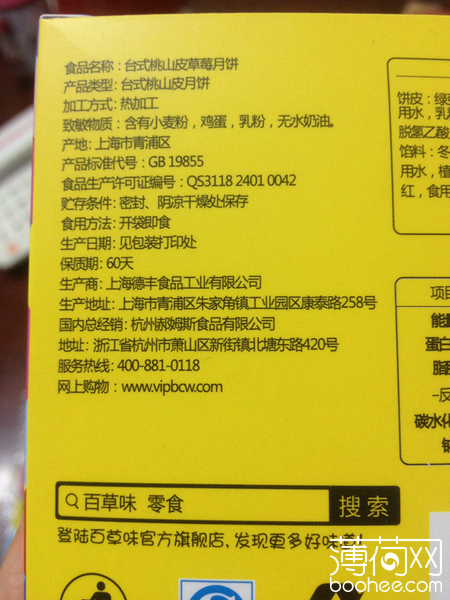 食品名称: 台式桃山皮草莓月饼
产品类型: 台式桃山皮月饼
加工方式: 热加工
致敏物质: 含有小麦粉, 鸡蛋, 乳粉, 无水奶油。
产地: 上海市青浦区
产品标准代号: GB 19855
食品生产许可证编号: QS3118 2401 0042
贮存条件: 密封、阴凉干燥处保存
食用方法: 开袋即食
生产日期: 见包装打印处
保质期: 60天
生产商: 上海德丰食品工业有限公司
生产地址: 上海市青浦区朱家角镇工业园区康泰路258号
国内总经销: 杭州郝姆斯食品有限公司
地址: 浙江省杭州市萧山区新街镇北塘东路420号
服务热线: 400-881-0118
网上购物: www.vipbcw.com
饼皮: 绿豆
用水, 乳粉
脱氢乙酸
馅料: 冬
用水, 植
红, 食用
项目
能量
蛋白
脂肪
-反
碳水化
钠
百草味 零食 搜索
登陆百草味官方旗舰店, 发现更多好味道!
薄荷网
boohee.com